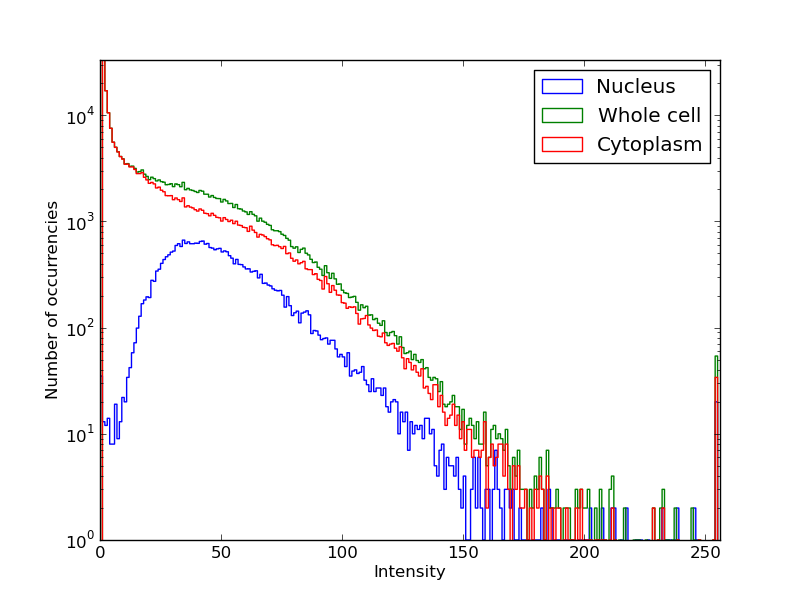 Nucleus
Whole cell
Cytoplasm
Number of occurrencies
10^4
10^3
10^2
10^1
10^0
0 50 100 150 200 250
Intensity